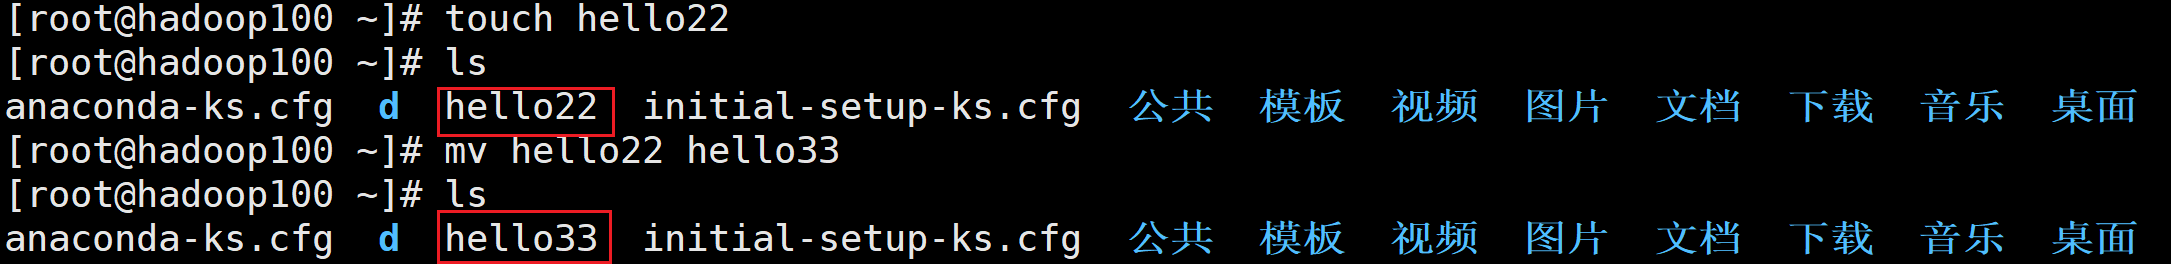 [root@hadoop100 ~]# touch hello22
[root@hadoop100 ~]# ls
anaconda-ks.cfg  d  hello22  initial-setup-ks.cfg  公共  模板  视频  图片  文档  下载  音乐  桌面
[root@hadoop100 ~]# mv hello22 hello33
[root@hadoop100 ~]# ls
anaconda-ks.cfg  d  hello33  initial-setup-ks.cfg  公共  模板  视频  图片  文档  下载  音乐  桌面